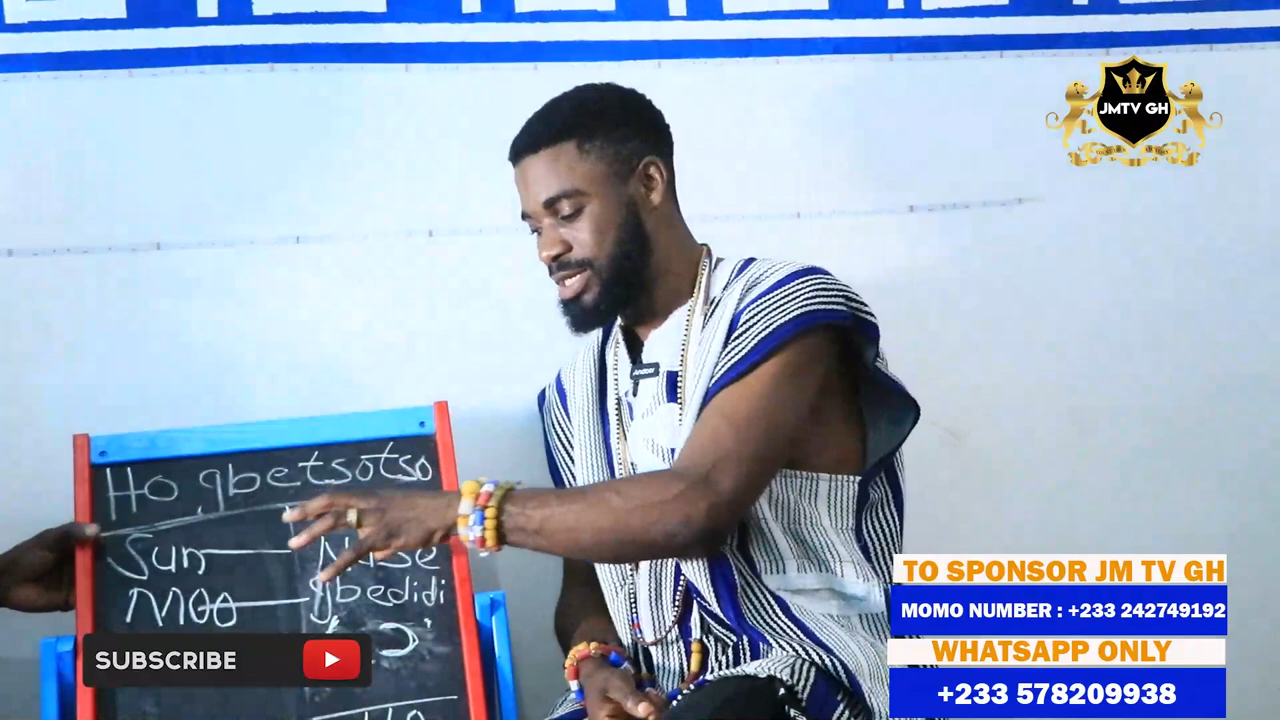 JMTV GH
Andoer
Ho gbetsotso
Sun
gbedidi
Moo
TO SPONSOR JM TV GH
MOMO NUMBER : +233 242749192
WHATSAPP ONLY
+233 578209938
SUBSCRIBE